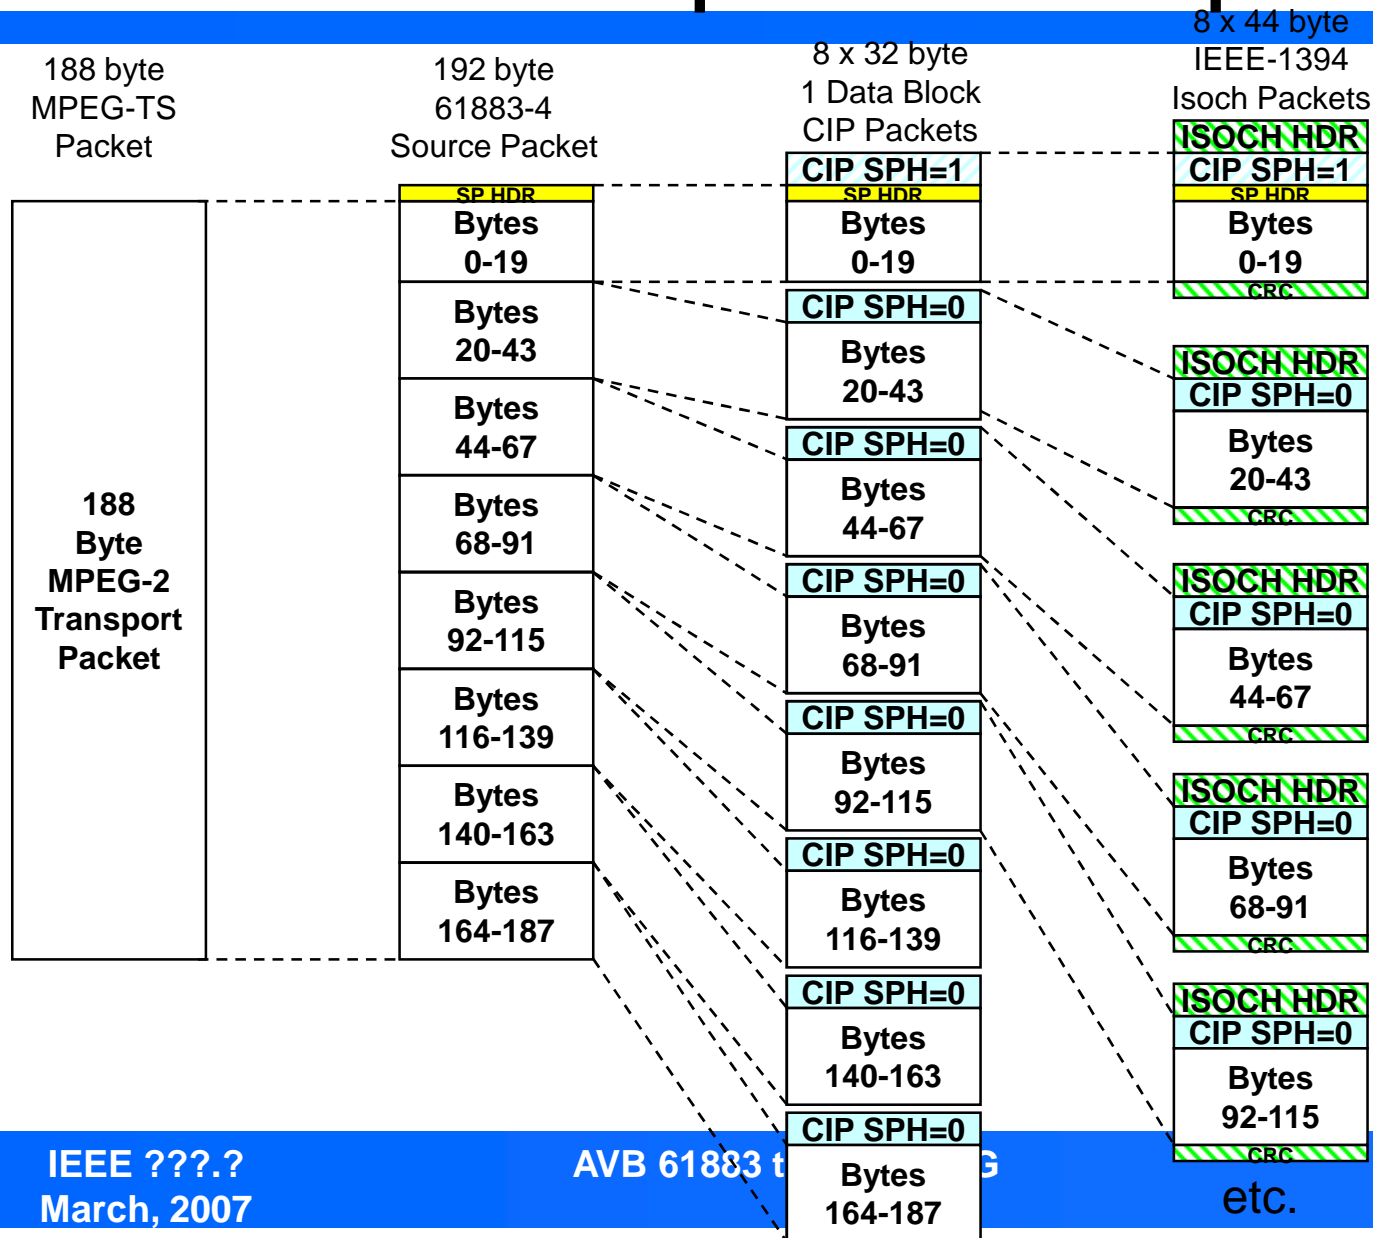 188 byte
MPEG-TS
Packet
192 byte
61883-4
Source Packet
8 x 32 byte
1 Data Block
CIP Packets
8 x 44 byte
IEEE-1394
Isoch Packets
188
Byte
MPEG-2
Transport
Packet
SP HDR
Bytes
0-19
Bytes
20-43
Bytes
44-67
Bytes
68-91
Bytes
92-115
Bytes
116-139
Bytes
140-163
Bytes
164-187
CIP SPH=1
SP HDR
Bytes
0-19
CIP SPH=0
Bytes
20-43
CIP SPH=0
Bytes
44-67
CIP SPH=0
Bytes
68-91
CIP SPH=0
Bytes
92-115
CIP SPH=0
Bytes
116-139
CIP SPH=0
Bytes
140-163
CIP SPH=0
Bytes
164-187
ISOCH HDR
CIP SPH=1
SP HDR
Bytes
0-19
CRC
ISOCH HDR
CIP SPH=0
Bytes
20-43
CRC
ISOCH HDR
CIP SPH=0
Bytes
44-67
CRC
ISOCH HDR
CIP SPH=0
Bytes
68-91
CRC
ISOCH HDR
CIP SPH=0
Bytes
92-115
CRC
etc.
IEEE ???.?
March, 2007
AVB 61883 t